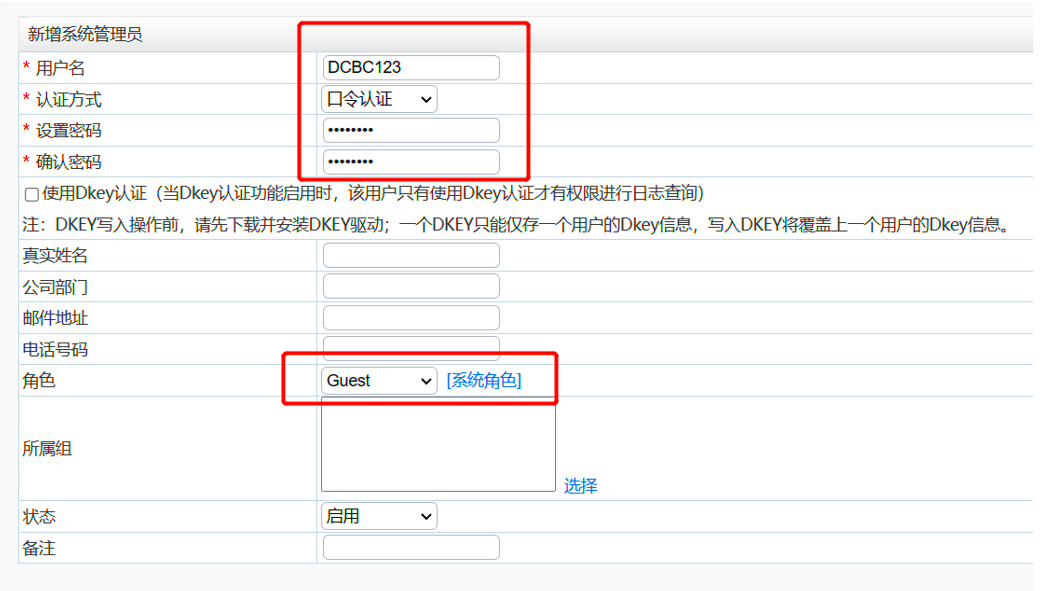 新增系统管理员
* 用户名 DCBC123
* 认证方式 口令认证
* 设置密码 ••••••••
* 确认密码 ••••••••
使用Dkey认证（当Dkey认证功能启用时，该用户只有使用Dkey认证才有权限进行日志查询）
注：DKEY写入操作前，请先下载并安装DKEY驱动；一个DKEY只能仅存一个用户的Dkey信息，写入DKEY将覆盖上一个用户的Dkey信息。
真实姓名
公司部门
邮件地址
电话号码
角色 Guest [系统角色]
所属组
选择
状态 启用
备注